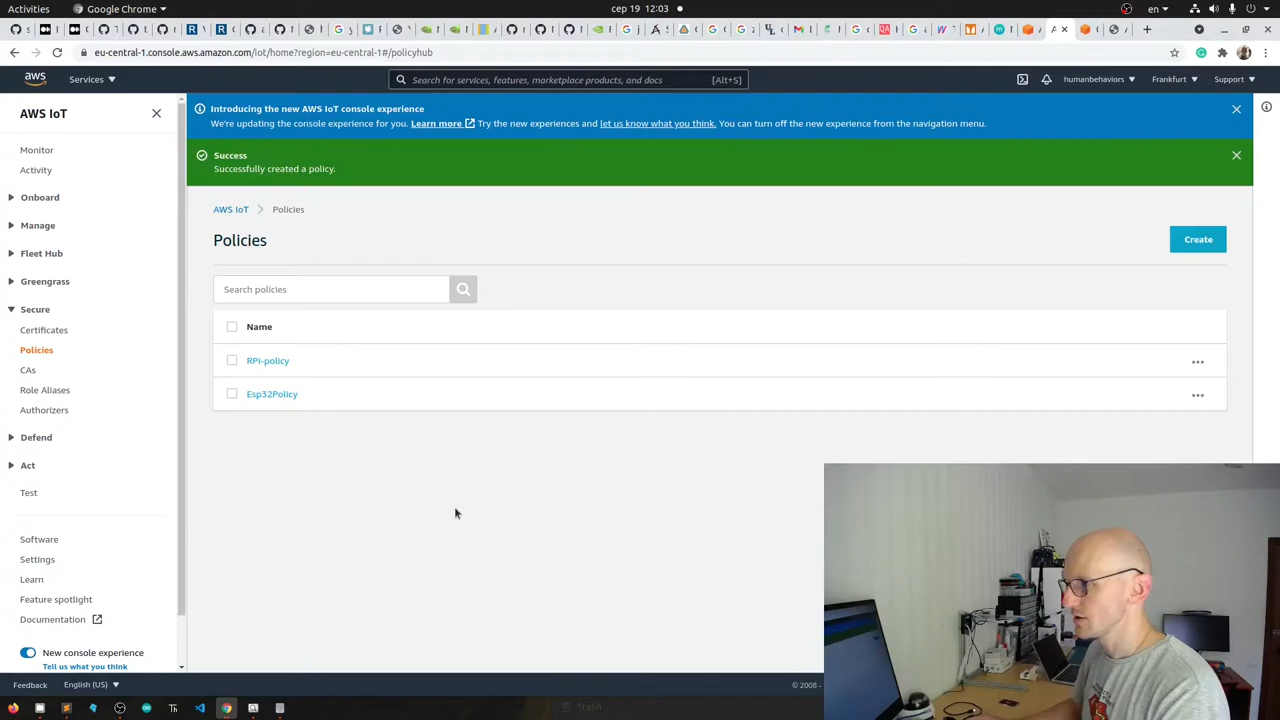 Activities
Google Chrome
сер 19 12:03
en
eu-central-1.console.aws.amazon.com/iot/home?region=eu-central-1#/policyhub
aws
Services
Search for services, features, marketplace products, and docs
[Alt+S]
humanbehaviors
Frankfurt
Support
AWS IoT
Monitor
Activity
Onboard
Manage
Fleet Hub
Greengrass
Secure
Certificates
Policies
CAs
Role Aliases
Authorizers
Defend
Act
Test
Software
Settings
Learn
Feature spotlight
Documentation
New console experience
Tell us what you think
Introducing the new AWS IoT console experience
We're updating the console experience for you. Learn more Try the new experiences and let us know what you think. You can turn off the new experience from the navigation menu.
Success
Successfully created a policy.
AWS IoT
Policies
Policies
Create
Search policies
Name
RPI-policy
Esp32Policy
Feedback
English (US)
© 2008 -
Trash